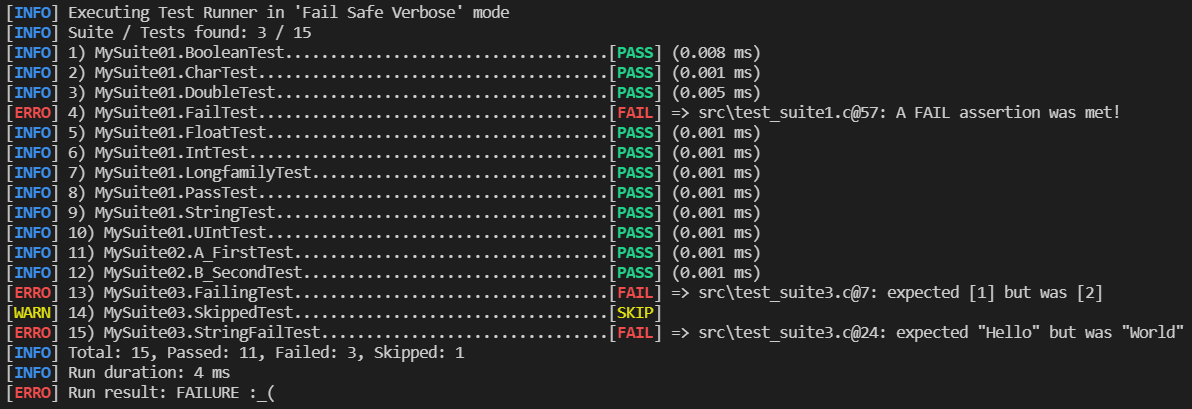 [INFO] Executing Test Runner in 'Fail Safe Verbose' mode
[INFO] Suite / Tests found: 3 / 15
[INFO] 1) MySuite01.BooleanTest....................................[PASS] (0.008 ms)
[INFO] 2) MySuite01.CharTest.......................................[PASS] (0.001 ms)
[INFO] 3) MySuite01.DoubleTest.....................................[PASS] (0.005 ms)
[ERRO] 4) MySuite01.FailTest.......................................[FAIL] => src\test_suite1.c@57: A FAIL assertion was met!
[INFO] 5) MySuite01.FloatTest......................................[PASS] (0.001 ms)
[INFO] 6) MySuite01.IntTest........................................[PASS] (0.001 ms)
[INFO] 7) MySuite01.LongfamilyTest.................................[PASS] (0.001 ms)
[INFO] 8) MySuite01.PassTest.......................................[PASS] (0.001 ms)
[INFO] 9) MySuite01.StringTest.....................................[PASS] (0.001 ms)
[INFO] 10) MySuite01.UIntTest......................................[PASS] (0.001 ms)
[INFO] 11) MySuite02.A_FirstTest...................................[PASS] (0.001 ms)
[INFO] 12) MySuite02.B_SecondTest..................................[PASS] (0.001 ms)
[ERRO] 13) MySuite03.FailingTest...................................[FAIL] => src\test_suite3.c@7: expected [1] but was [2]
[WARN] 14) MySuite03.SkippedTest...................................[SKIP]
[ERRO] 15) MySuite03.StringFailTest................................[FAIL] => src\test_suite3.c@24: expected "Hello" but was "World"
[INFO] Total: 15, Passed: 11, Failed: 3, Skipped: 1
[INFO] Run duration: 4 ms
[ERRO] Run result: FAILURE :_(